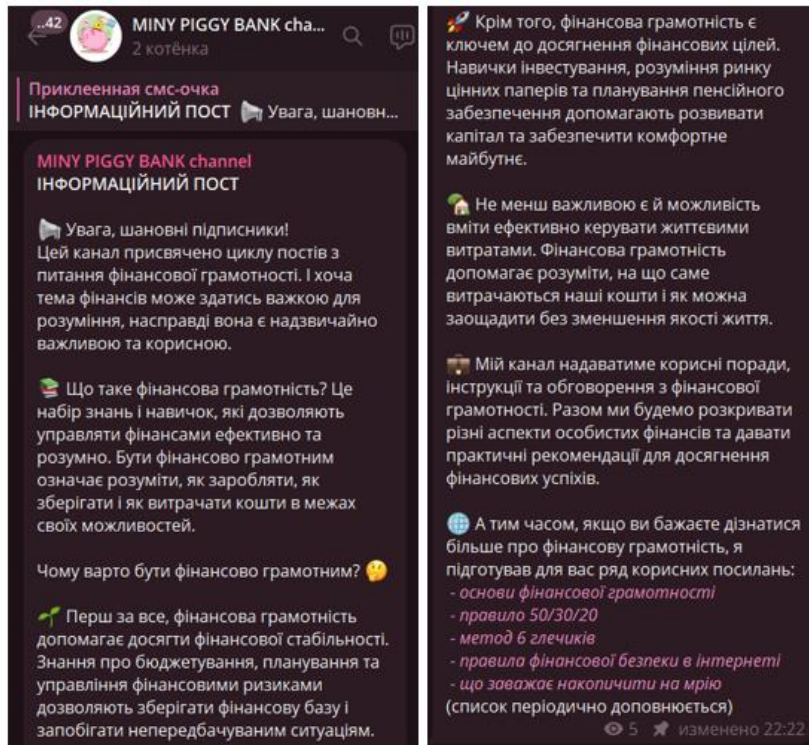 ..42
MINY PIGGY BANK cha...
2 котёнка
Приклеенная смс-очка
ІНФОРМАЦІЙНИЙ ПОСТ 📢 Увага, шановн...
MINY PIGGY BANK channel
ІНФОРМАЦІЙНИЙ ПОСТ
📢 Увага, шановні підписники!
Цей канал присвячено циклу постів з
питання фінансової грамотності. І хоча
тема фінансів може здатись важкою для
розуміння, насправді вона є надзвичайно
важливою та корисною.
📚 Що таке фінансова грамотність? Це
набір знань і навичок, які дозволяють
управляти фінансами ефективно та
розумно. Бути фінансово грамотним
означає розуміти, як заробляти, як
зберігати і як витрачати кошти в межах
своїх можливостей.
Чому варто бути фінансово грамотним? 🤔
🌱 Перш за все, фінансова грамотність
допомагає досягти фінансової стабільності.
Знання про бюджетування, планування та
управління фінансовими ризиками
дозволяють зберігати фінансову базу і
запобігати непередбачуваним ситуаціям.
🚀 Крім того, фінансова грамотність є
ключем до досягнення фінансових цілей.
Навички інвестування, розуміння ринку
цінних паперів та планування пенсійного
забезпечення допомагають розвивати
капітал та забезпечити комфортне
майбутнє.
🏡 Не менш важливою є й можливість
вміти ефективно керувати життєвими
витратами. Фінансова грамотність
допомагає розуміти, на що саме
витрачаються наші кошти і як можна
заощадити без зменшення якості життя.
💼 Мій канал надаватиме корисні поради,
інструкції та обговорення з фінансової
грамотності. Разом ми будемо розкривати
різні аспекти особистих фінансів та давати
практичні рекомендації для досягнення
фінансових успіхів.
🌐 А тим часом, якщо ви бажаєте дізнатися
більше про фінансову грамотність, я
підготував для вас ряд корисних посилань:
- основи фінансової грамотності
- правило 50/30/20
- метод 6 глечиків
- правила фінансової безпеки в інтернеті
- що заважає накопичити на мрію
(список періодично доповнюється)
5 изменено 22:22